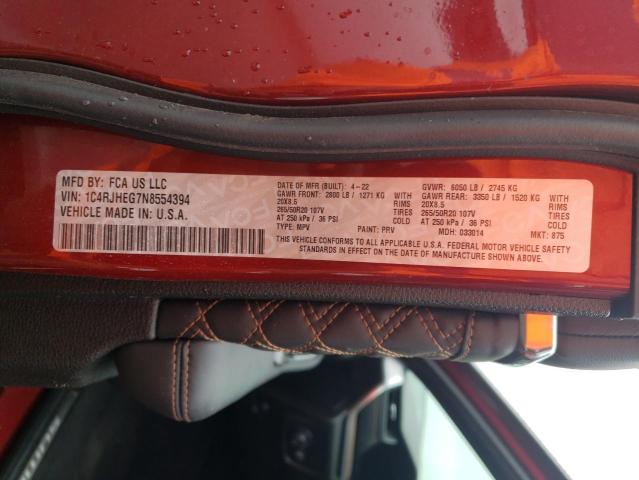 MFD BY: FCA US LLC
VIN: 1C4RJHEG7N8554394
VEHICLE MADE IN: U.S.A.
DATE OF MFR (BUILT): 4-22
GAWR FRONT: 2800 LB / 1271 KG WITH
20X8.5 TIRES
265/50R20 107V
AT 250 kPa / 36 PSI COLD
TYPE: MPV PAINT: PRV
GVWR: 6050 LB / 2745 KG
GAWR REAR: 3350 LB / 1520 KG WITH
20X8.5 TIRES
265/50R20 107V
AT 250 kPa / 36 PSI COLD
MDH: 033014 MKT: 875
THIS VEHICLE CONFORMS TO ALL APPLICABLE U.S.A. FEDERAL MOTOR VEHICLE SAFETY
STANDARDS IN EFFECT ON THE DATE OF MANUFACTURE SHOWN ABOVE.